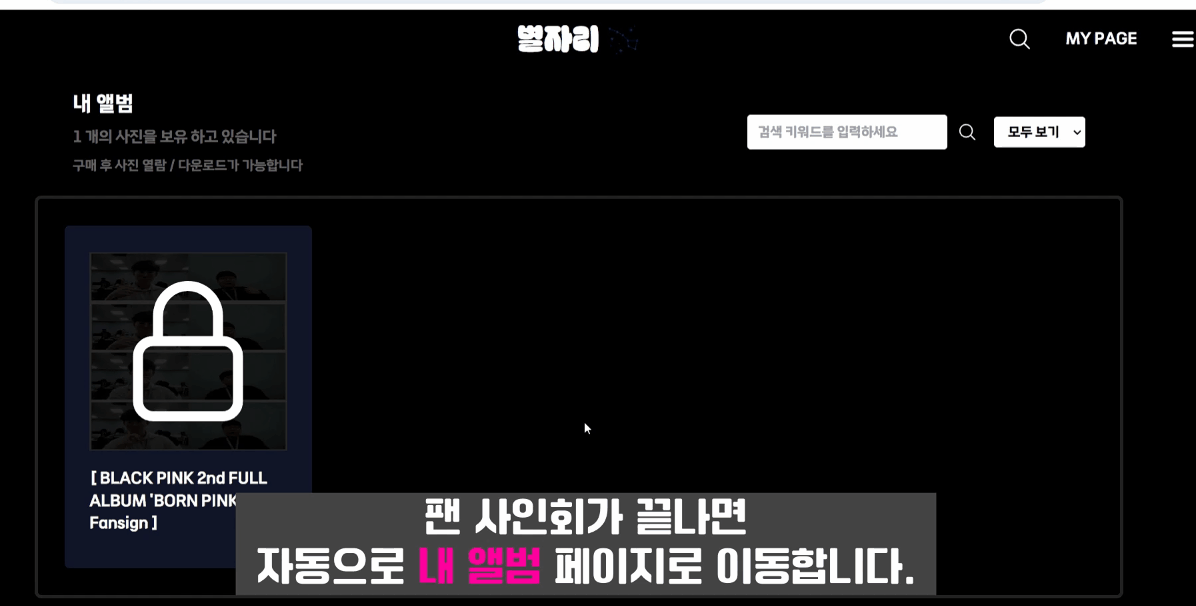 별자리
MY PAGE
내 앨범
1 개의 사진을 보유 하고 있습니다
구매 후 사진 열람 / 다운로드가 가능합니다
검색 키워드를 입력하세요
모두 보기
[ BLACK PINK 2nd FULL
ALBUM 'BORN PINK
Fansign ]
팬 사인회가 끝나면
자동으로 내 앨범 페이지로 이동합니다.